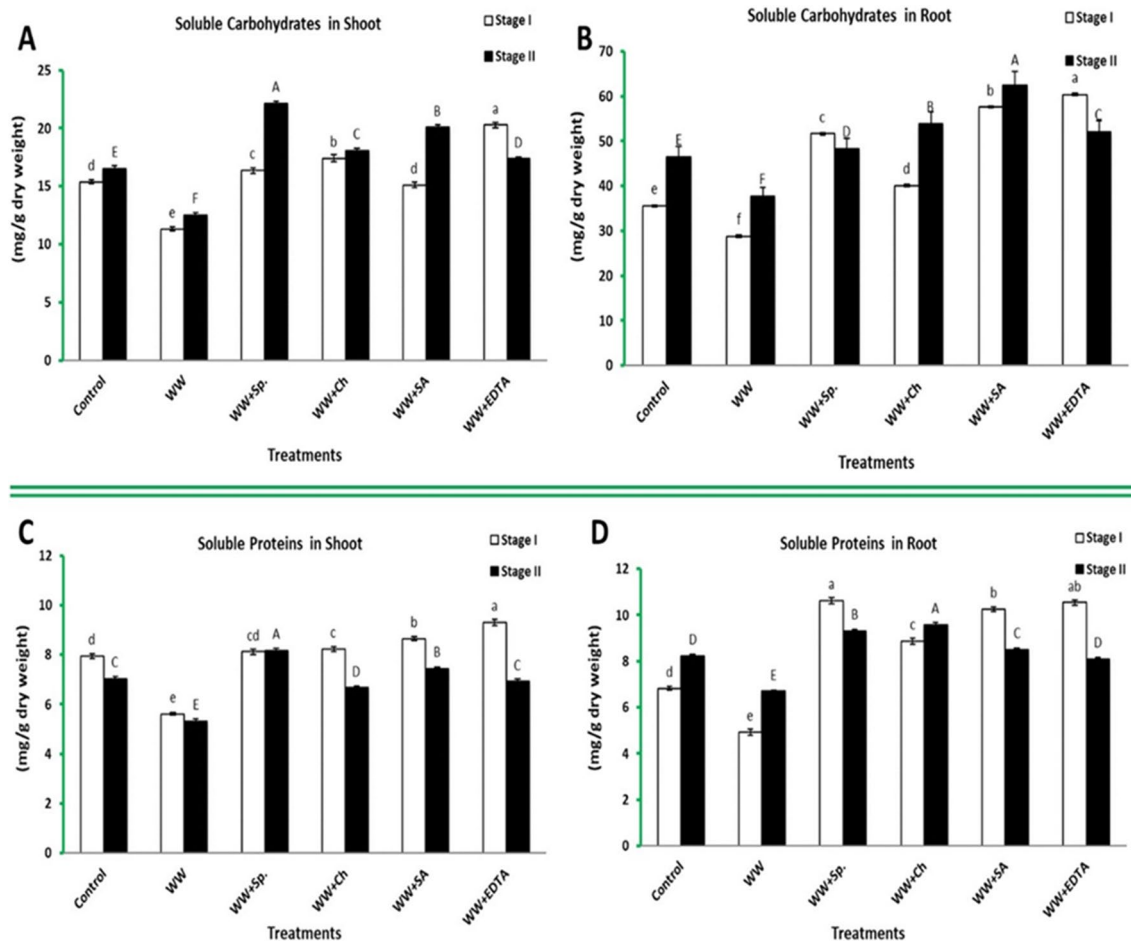 A
Soluble Carbohydrates in Shoot
Stage I
Stage II
(mg/g dry weight)
25
20
15
10
5
0
d E e F c A b C d B a D
Control WW WW+Sp. WW+Ch WW+SA WW+EDTA
Treatments
B
Soluble Carbohydrates in Root
Stage I
Stage II
(mg/g dry weight)
70
60
50
40
30
20
10
0
e E f F c D d B b A a C
Control WW WW+Sp. WW+Ch WW+SA WW+EDTA
Treatments
C
Soluble Proteins in Shoot
Stage I
Stage II
(mg/g dry weight)
12
10
8
6
4
2
0
d C e E cd A c D b B a C
Control WW WW+Sp. WW+Ch WW+SA WW+EDTA
Treatments
D
Soluble Proteins in Root
Stage I
Stage II
(mg/g dry weight)
12
10
8
6
4
2
0
d D e E a B c A b C ab D
Control WW WW+Sp. WW+Ch WW+SA WW+EDTA
Treatments